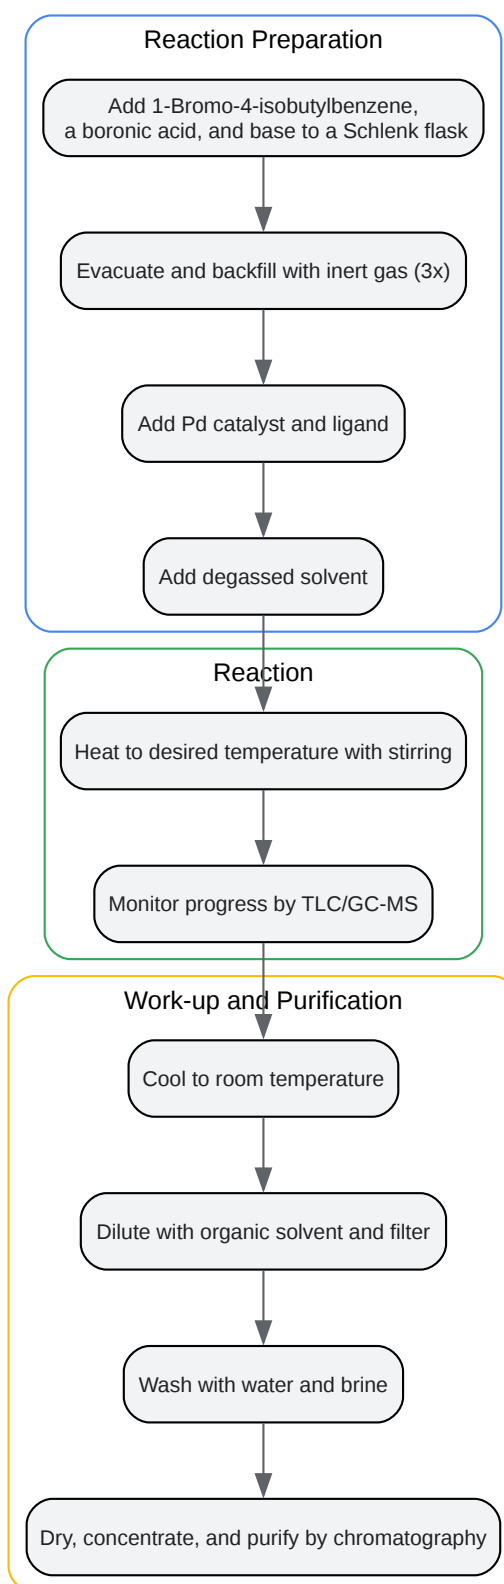 Reaction Preparation
Add 1-Bromo-4-isobutylbenzene,
a boronic acid, and base to a Schlenk flask
Evacuate and backfill with inert gas (3x)
Add Pd catalyst and ligand
Add degassed solvent
Reaction
Heat to desired temperature with stirring
Monitor progress by TLC/GC-MS
Work-up and Purification
Cool to room temperature
Dilute with organic solvent and filter
Wash with water and brine
Dry, concentrate, and purify by chromatography